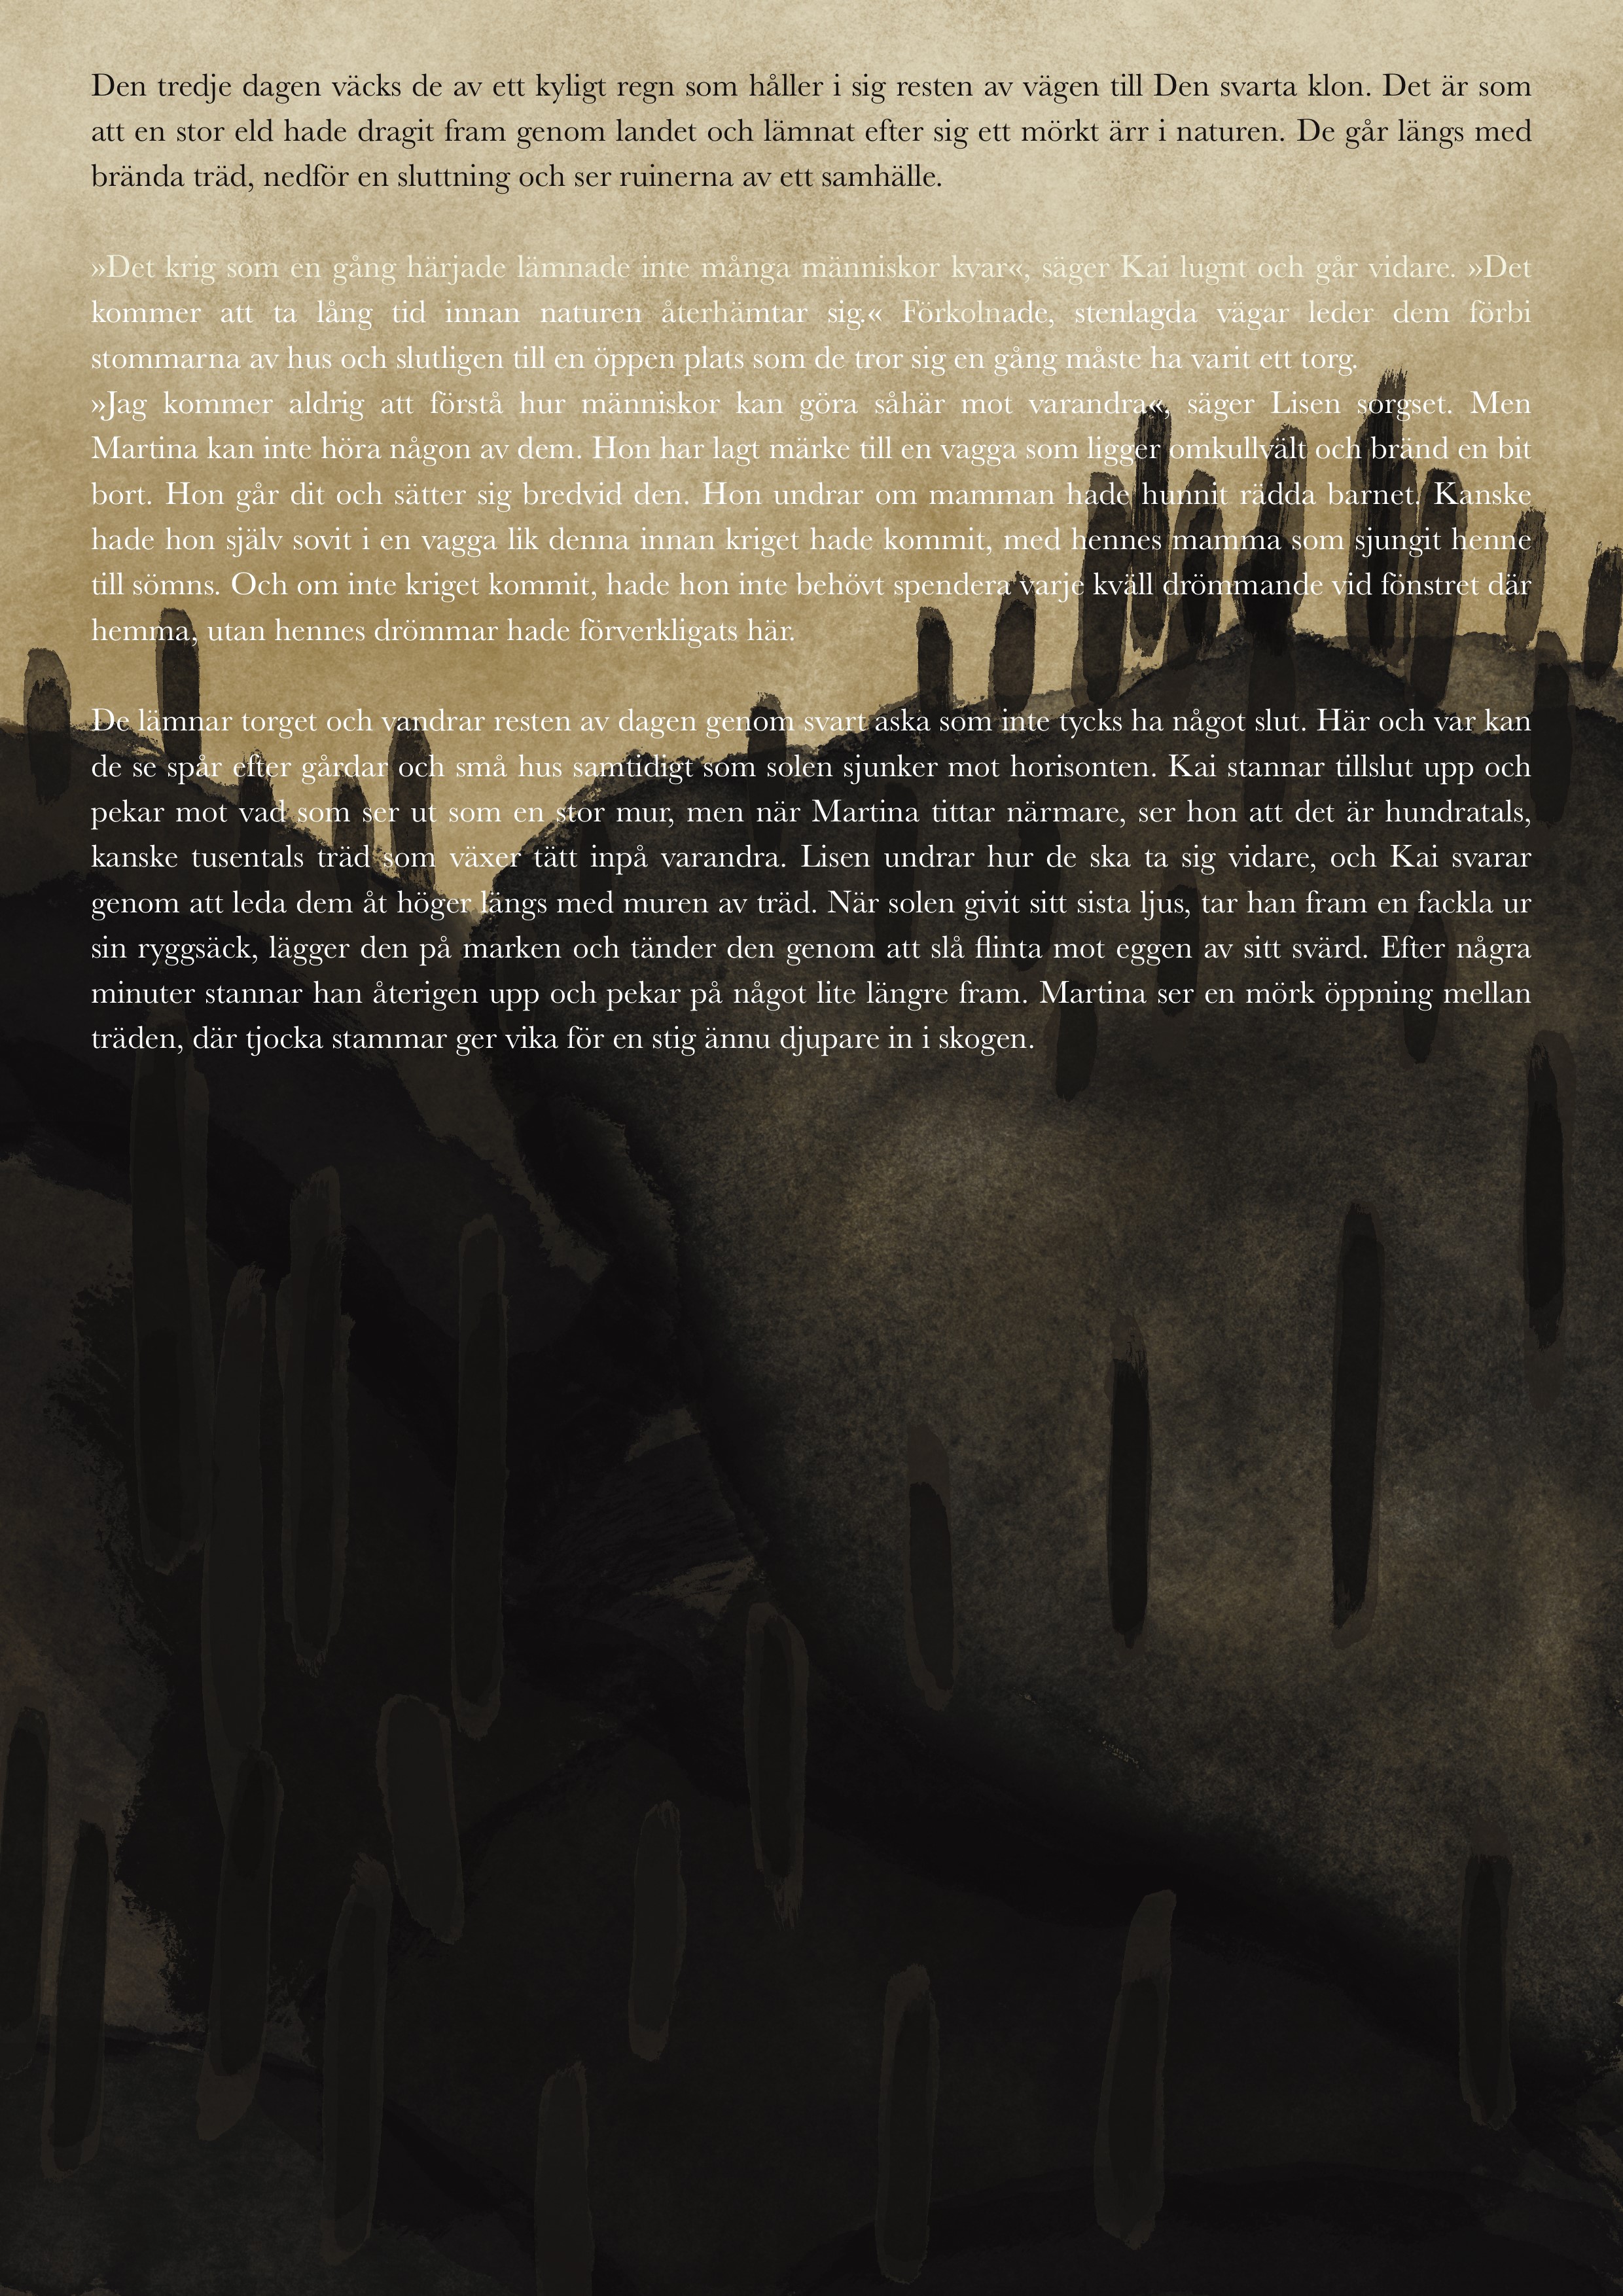 Den tredje dagen väcks de av ett kyligt regn som håller i sig resten av vägen till Den svarta klon. Det är som
att en stor eld hade dragit fram genom landet och lämnat efter sig ett mörkt ärr i naturen. De går längs med
brända träd, nedför en sluttning och ser ruinerna av ett samhälle.
»Det krig som en gång härjade lämnade inte många människor kvar«, säger Kai lugnt och går vidare. »Det
kommer att ta lång tid innan naturen återhämtar sig.« Förkolnade, stenlagda vägar leder dem förbi
stommarna av hus och slutligen till en öppen plats som de tror sig en gång måste ha varit ett torg.
»Jag kommer aldrig att förstå hur människor kan göra såhär mot varandra«, säger Lisen sorgset. Men
Martina kan inte höra någon av dem. Hon har lagt märke till en vagga som ligger omkullvält och bränd en bit
bort. Hon går dit och sätter sig bredvid den. Hon undrar om mamman hade hunnit rädda barnet. Kanske
hade hon själv sovit i en vagga lik denna innan kriget hade kommit, med hennes mamma som sjungit henne
till sömns. Och om inte kriget kommit, hade hon inte behövt spendera varje kväll drömmande vid fönstret där
hemma, utan hennes drömmar hade förverkligats här.
De lämnar torget och vandrar resten av dagen genom svart aska som inte tycks ha något slut. Här och var kan
de se spår efter gårdar och små hus samtidigt som solen sjunker mot horisonten. Kai stannar tillslut upp och
pekar mot vad som ser ut som en stor mur, men när Martina tittar närmare, ser hon att det är hundratals,
kanske tusentals träd som växer tätt inpå varandra. Lisen undrar hur de ska ta sig vidare, och Kai svarar
genom att leda dem åt höger längs med muren av träd. När solen givit sitt sista ljus, tar han fram en fackla ur
sin ryggsäck, lägger den på marken och tänder den genom att slå flinta mot eggen av sitt svärd. Efter några
minuter stannar han återigen upp och pekar på något lite längre fram. Martina ser en mörk öppning mellan
träden, där tjocka stammar ger vika för en stig ännu djupare in i skogen.